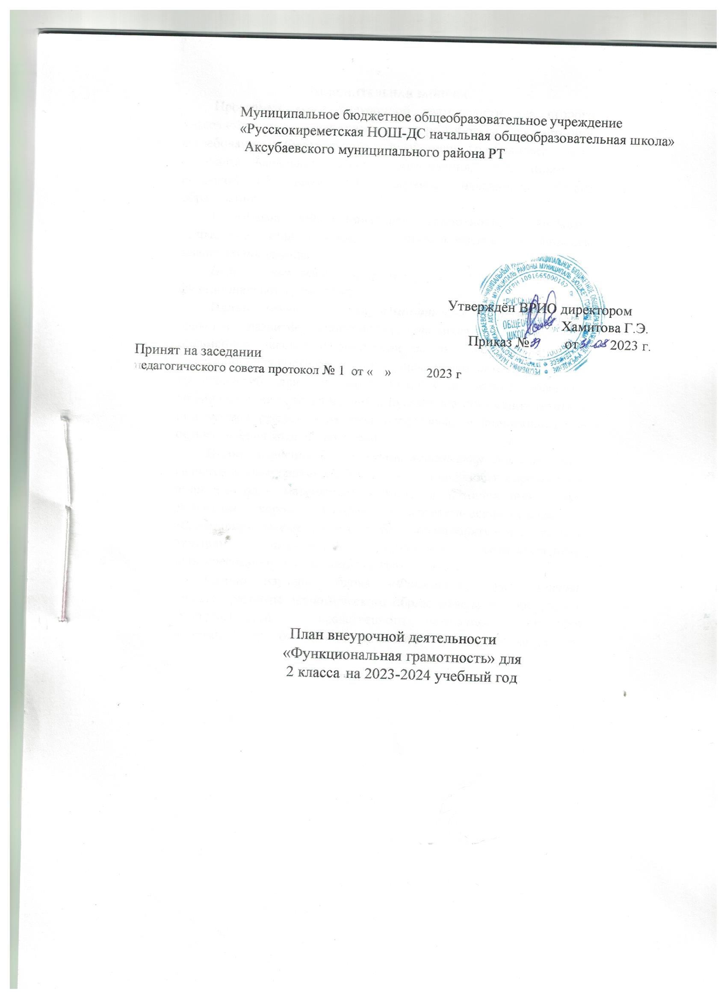 Муниципальное бюджетное общеобразовательное учреждение
«Русскокиреметская НОШ-ДС начальная общеобразовательная школа»
Аксубаевского муниципального района РТ
ОГРН 1091665000167
Утверждён ВРИО директором
Хамитова Г.Э.
Приказ № 39 от 31.08 2023 г.
Принят на заседании
педагогического совета протокол № 1 от « » 2023 г
План внеурочной деятельности
«Функциональная грамотность» для
2 класса на 2023-2024 учебный год